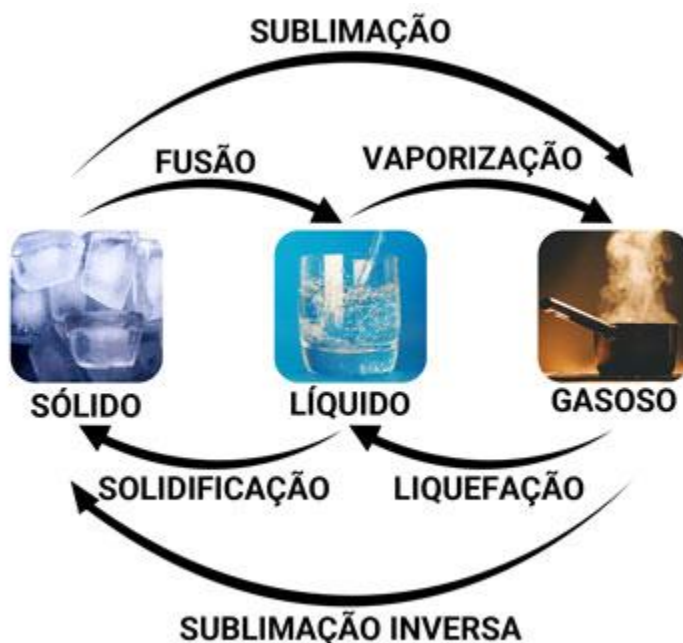 SUBLIMAÇÃO
FUSÃO
VAPORIZAÇÃO
SÓLIDO
LÍQUIDO
GASOSO
SOLIDIFICAÇÃO
LIQUEFAÇÃO
SUBLIMAÇÃO INVERSA